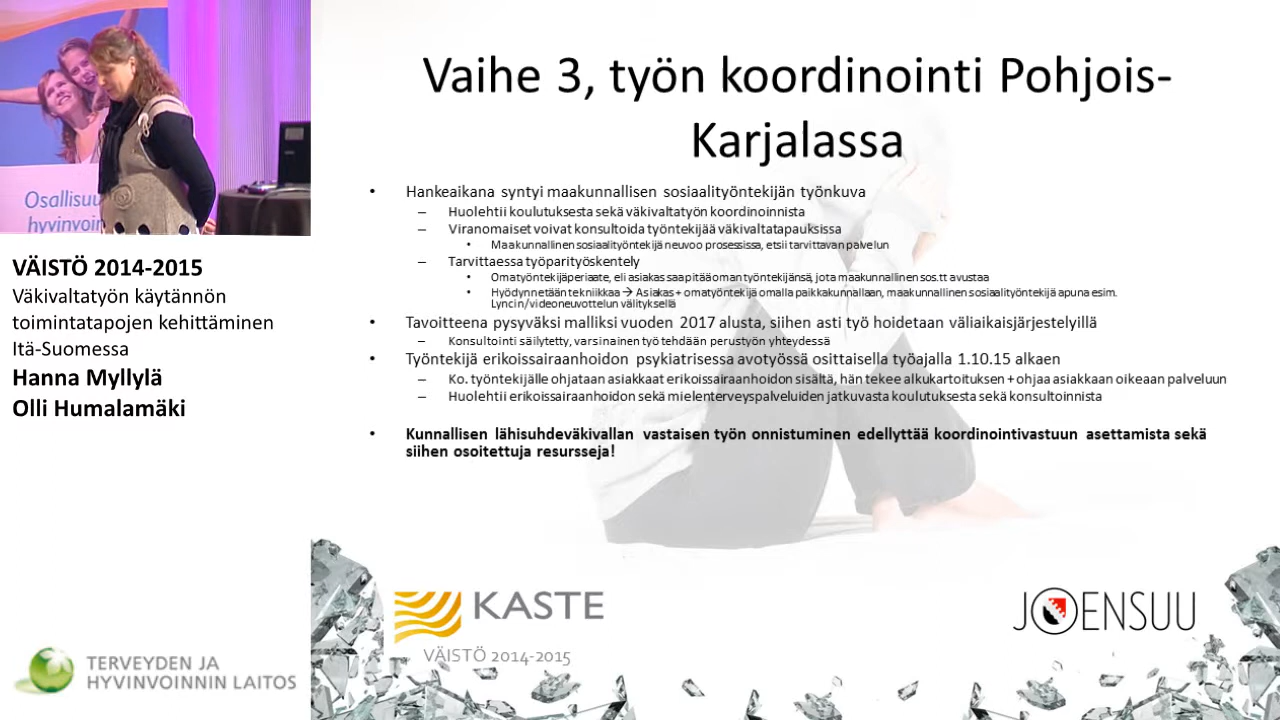 Osallisuu
hyvinvoin
VÄISTÖ 2014-2015
Väkivaltatyön käytännön
toimintatapojen kehittäminen
Itä-Suomessa
Hanna Myllylä
Olli Humalamäki
TERVEYDEN JA
HYVINVOINNIN LAITOS
Vaihe 3, työn koordinointi Pohjois-
Karjalassa
• Hankeaikana syntyi maakunnallisen sosiaalityöntekijän työnkuva
– Huolehtii koulutuksesta sekä väkivaltatyön koordinoinnista
– Viranomaiset voivat konsultoida työntekijää väkivaltatapauksissa
• Maakunnallinen sosiaalityöntekijä neuvoo prosessissa, etsii tarvittavan palvelun
– Tarvittaessa työparityöskentely
• Omatyöntekijäperiaate, eli asiakas saa pitää oman työntekijänsä, jota maakunnallinen sos.tt avustaa
• Hyödynnetään tekniikkaa → Asiakas + omatyöntekijä omalla paikkakunnallaan, maakunnallinen sosiaalityöntekijä apuna esim.
Lyncin/videoneuvottelun välityksellä
• Tavoitteena pysyväksi malliksi vuoden 2017 alusta, siihen asti työ hoidetaan väliaikaisjärjestelyillä
– Konsultointi säilytetty, varsinainen työ tehdään perustyön yhteydessä
• Työntekijä erikoissairaanhoidon psykiatrisessa avotyössä osittaisella työajalla 1.10.15 alkaen
– Ko. työntekijälle ohjataan asiakkaat erikoissairaanhoidon sisältä, hän tekee alkukartoituksen + ohjaa asiakkaan oikeaan palveluun
– Huolehtii erikoissairaanhoidon sekä mielenterveyspalveluiden jatkuvasta koulutuksesta sekä konsultoinnista
• Kunnallisen lähisuhdeväkivallan vastaisen työn onnistuminen edellyttää koordinointivastuun asettamista sekä
siihen osoitettuja resursseja!
KASTE
VÄISTÖ 2014-2015
JOENSUU